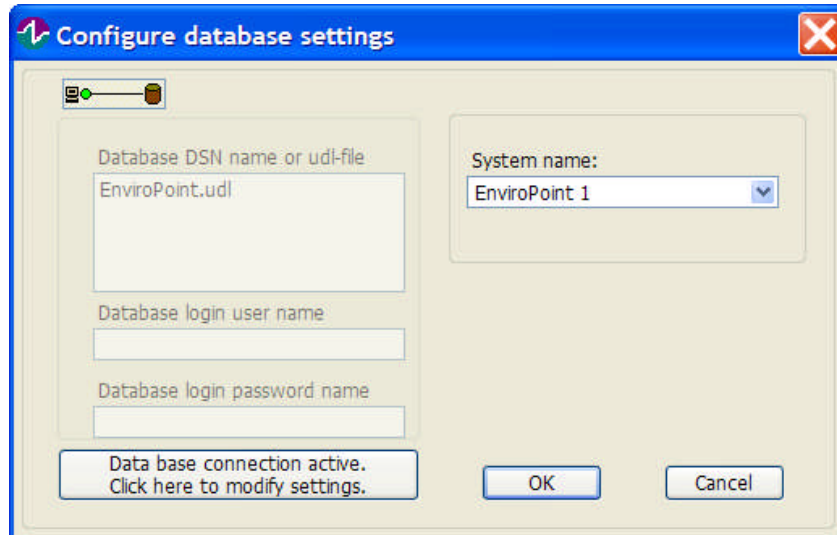 Configure database settings
Database DSN name or udl-file
EnviroPoint.udl
Database login user name
Database login password name
Data base connection active.
Click here to modify settings.
System name:
EnviroPoint 1
OK
Cancel